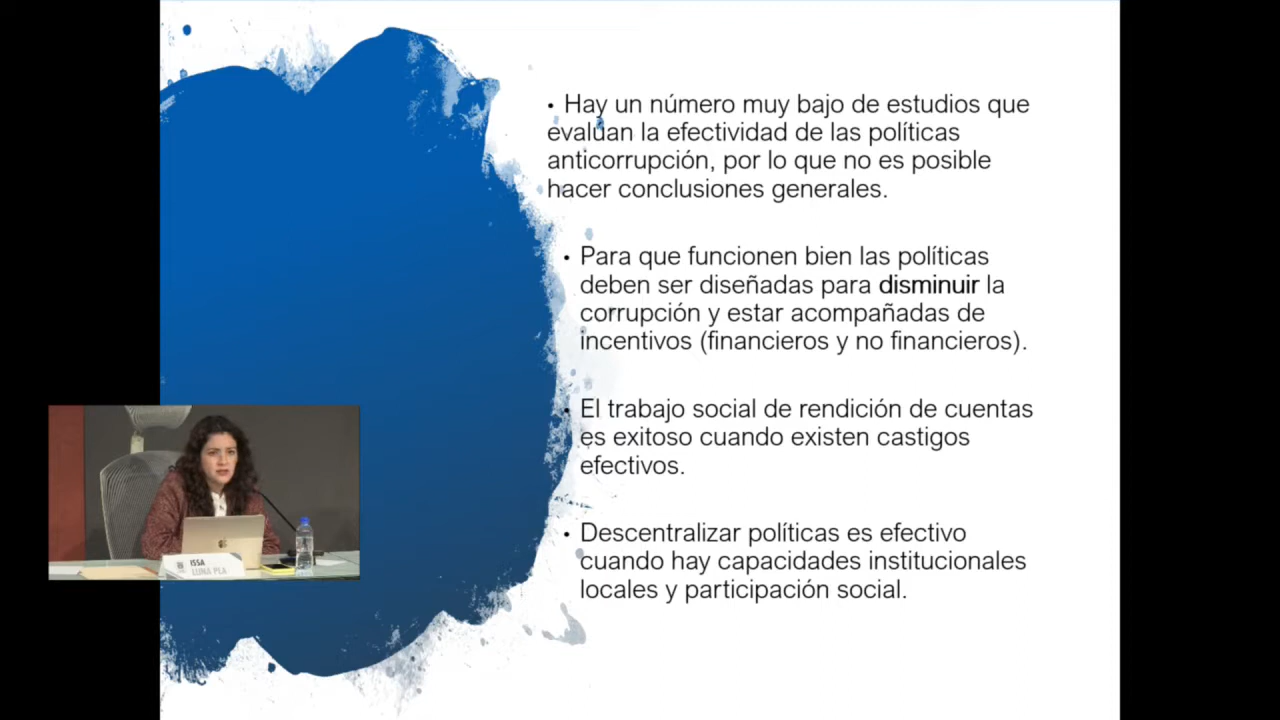 • Hay un número muy bajo de estudios que
evalúan la efectividad de las políticas
anticorrupción, por lo que no es posible
hacer conclusiones generales.
• Para que funcionen bien las políticas
deben ser diseñadas para disminuir la
corrupción y estar acompañadas de
incentivos (financieros y no financieros).
• El trabajo social de rendición de cuentas
es exitoso cuando existen castigos
efectivos.
• Descentralizar políticas es efectivo
cuando hay capacidades institucionales
locales y participación social.
ISSA
LUNA PLA